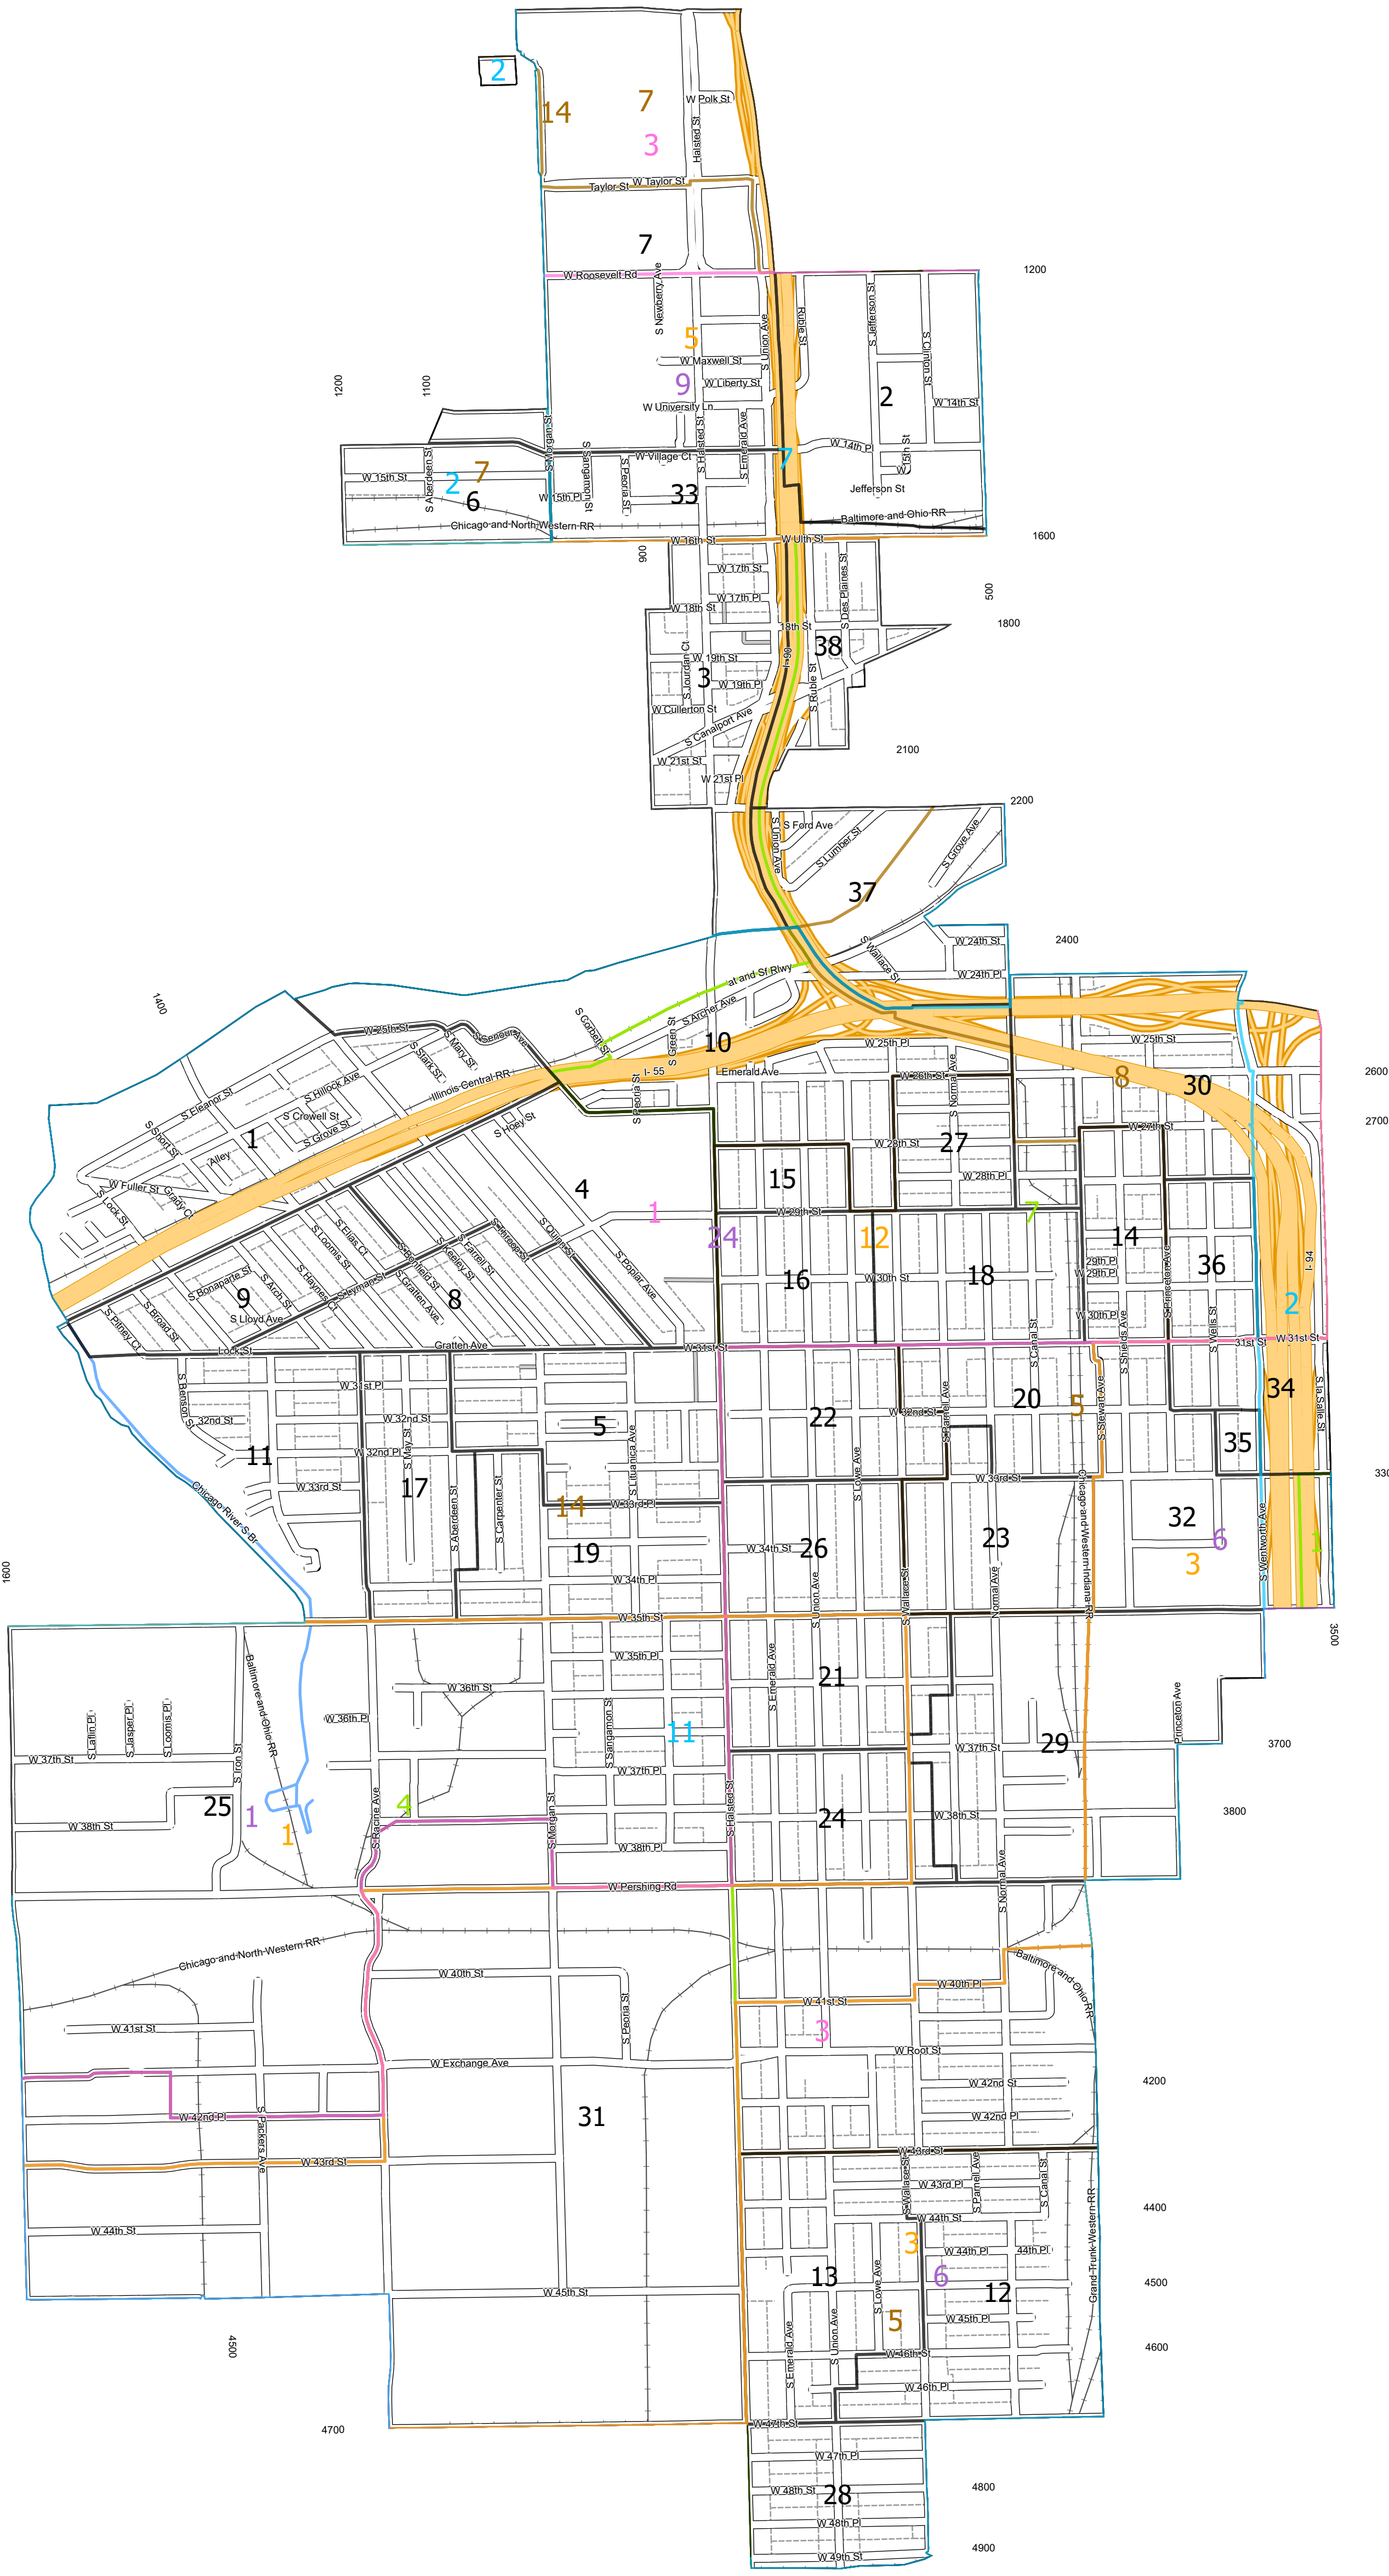 2
14
7
3
W Polk St
Halsted St
Taylor St
W Taylor St
7
W Roosevelt Rd
1200
S Newberry Ave
S Union Ave
Ruble St
S Jefferson St
S Clinton St
5
W Maxwell St
9
W Liberty St
W University Ln
2
W 14th St
1200
1100
S Morgan St
S Halsted St
S Emerald Ave
W 14th Pl
W Village Ct
7
S Aberdeen St
W 15th St
2
7
6
S Sangamon St
S Peoria St
W 15th Pl
33
15th St
W
Jefferson St
Chicago and North Western RR
Baltimore and Ohio RR
W 16th St
W Ulth St
1600
900
W 17th St
W 17th Pl
W 18th St
S Des Plaines St
500
18th St
1800
38
I- 90
W 19th St
3
S Jourdan Ct
W 19th Pl
S Ruble St
W Cullerton St
S Canalport Ave
2100
W 21st St
W 21st Pl
2200
S Ford Ave
S Union Ave
S Lumber St
S Grove Ave
37
W 24th St
S Wallace St
2400
W 24th Pl
at and Sf Rlwy
1400
S Corbett St
S Archer Ave
W 25th St
S Mary St
S Stark St
S Green St
10
W 25th Pl
W 25th St
I- 55
Emerald Ave
W 26th St
S Normal Ave
8
30
2600
Illinois Central RR
S Peoria St
S Eleanor St
S Hillock Ave
S Crowell St
S Grove St
S Hoey St
S Short St
1
Alley
W 28th St
27
W 27th St
2700
W Fuller St
Grady Ct
S Lock St
4
15
W 28th Pl
1
24
W 29th St
12
7
14
36
29th Pl
W 29th Pl
S Elias Ct
S Loomis St
S Bonfield St
S Keeley St
S Farrell St
S Throop St
S Quinn St
S Poplar Ave
16
W 30th St
18
S Princeton Ave
I- 94
S Bonaparte St
S Arch St
S Haynes Ct
S Lyman St
S Gratten Ave
9
8
2
S Lloyd Ave
S Broad St
S Pitney Ct
W 30th Pl
S Canal St
S Shields Ave
S Wells St
Lock St
Gratten Ave
W 31st St
31st St
W 31st St
S Benson St
W 31st Pl
34
S la Salle St
32nd St
W 32nd St
S May St
5
22
W 32nd St
S Parnell Ave
20
5
S Stewart Ave
11
W 32nd Pl
S Lituanica Ave
S Lowe Ave
35
W 33rd St
17
S Aberdeen St
S Carpenter St
14
W 33rd Pl
W 33rd St
Chicago and Western Indiana RR
32
6
1
S Wentworth Ave
Chicago River S Br
19
W 34th St
26
23
3
1600
W 34th Pl
S Union Ave
S Wallace St
Normal Ave
W 35th St
3500
Baltimore and Ohio RR
W 35th Pl
S Emerald Ave
21
W 36th St
S Laflin Pl
S Jasper Pl
S Loomis Pl
W 36th Pl
S Sangamon St
11
Princeton Ave
W 37th St
S Iron St
W 37th Pl
S Halsted St
W 37th St
29
3700
25
1
1
4
S Racine Ave
S Morgan St
24
W 38th St
3800
W 38th St
W 38th Pl
S Normal Ave
W Pershing Rd
Chicago and North Western RR
W 40th St
W 40th Pl
Baltimore and Ohio RR
W 41st St
S Peoria St
W 41st St
3
W Root St
W Exchange Ave
W 42nd St
4200
31
W 42nd Pl
W 42nd Pl
S Packers Ave
W 43rd St
W 43rd St
S Wallace St
W 43rd Pl
S Parnell Ave
S Canal St
4400
W 44th St
W 44th St
3
W 44th Pl
44th Pl
Grand Trunk Western RR
13
6
12
4500
W 45th St
S Lowe Ave
5
W 45th Pl
S Emerald Ave
S Union Ave
W 46th St
4600
4500
W 46th Pl
4700
W 47th St
W 47th Pl
W 48th St
28
4800
W 48th Pl
W 49th St
4900